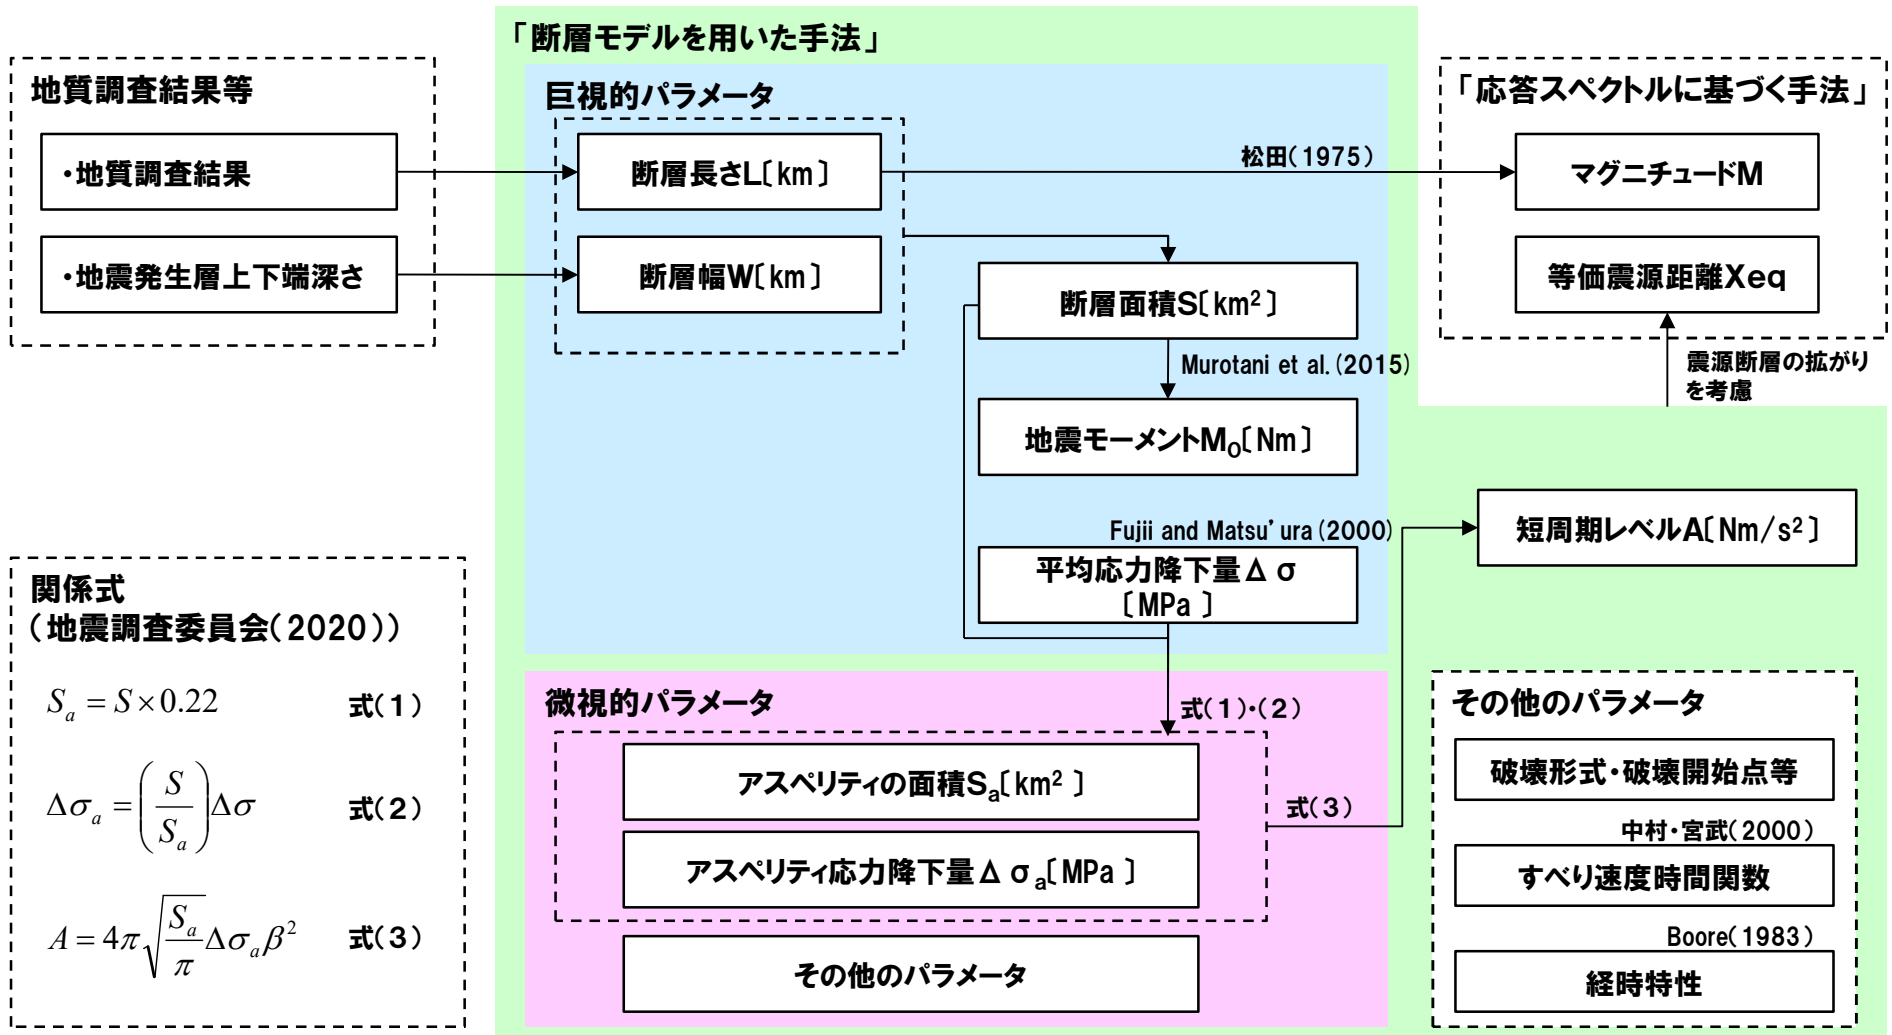 「断層モデルを用いた手法」
地質調査結果等
・地質調査結果
・地震発生層上下端深さ
巨視的パラメータ
断層長さL〔km〕
断層幅W〔km〕
松田(1975)
「応答スペクトルに基づく手法」
マグニチュードM
等価震源距離Xeq
震源断層の拡がり
を考慮
断層面積S〔km²〕
Murotani et al.(2015)
地震モーメントM₀〔Nm〕
Fujii and Matsu'ura(2000)
平均応力降下量Δσ
〔MPa〕
短周期レベルA〔Nm/s²〕
関係式
(地震調査委員会(2020))
Sₐ = S × 0.22 式(1)
Δσₐ = (S/Sₐ)Δσ 式(2)
A = 4π√(Sₐ/π)Δσₐβ² 式(3)
微視的パラメータ
式(1)・(2)
アスペリティの面積Sₐ〔km²〕
アスペリティ応力降下量Δσₐ〔MPa〕
式(3)
その他のパラメータ
その他のパラメータ
破壊形式・破壊開始点等
中村・宮武(2000)
すべり速度時間関数
Boore(1983)
経時特性